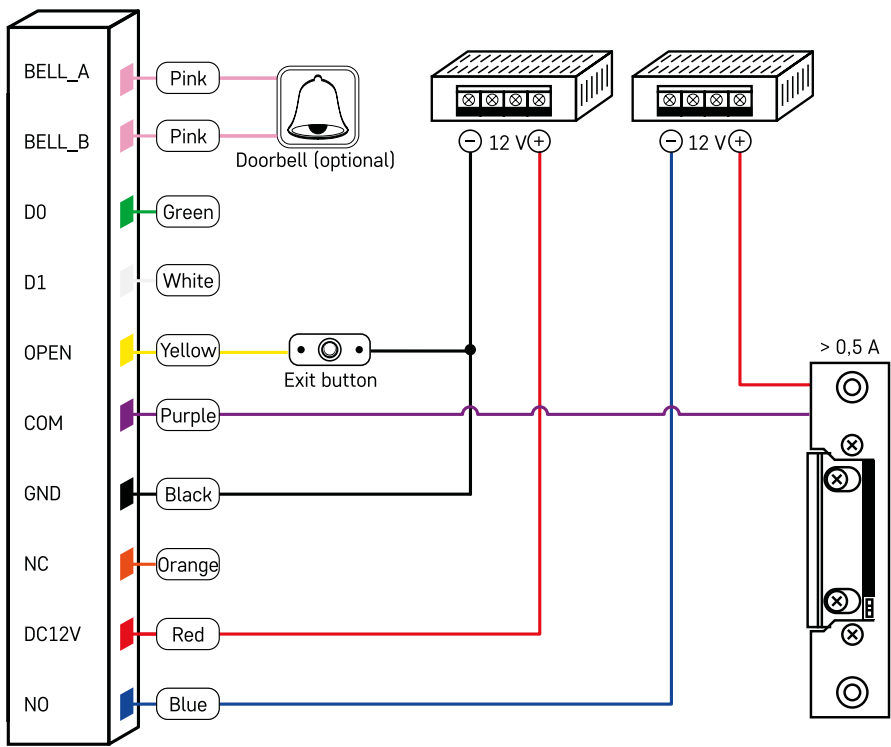 BELL_A
Pink
BELL_B
Pink
Doorbell (optional)
− 12 V +
− 12 V +
D0
Green
D1
White
OPEN
Yellow
Exit button
> 0,5 A
COM
Purple
GND
Black
NC
Orange
DC12V
Red
NO
Blue